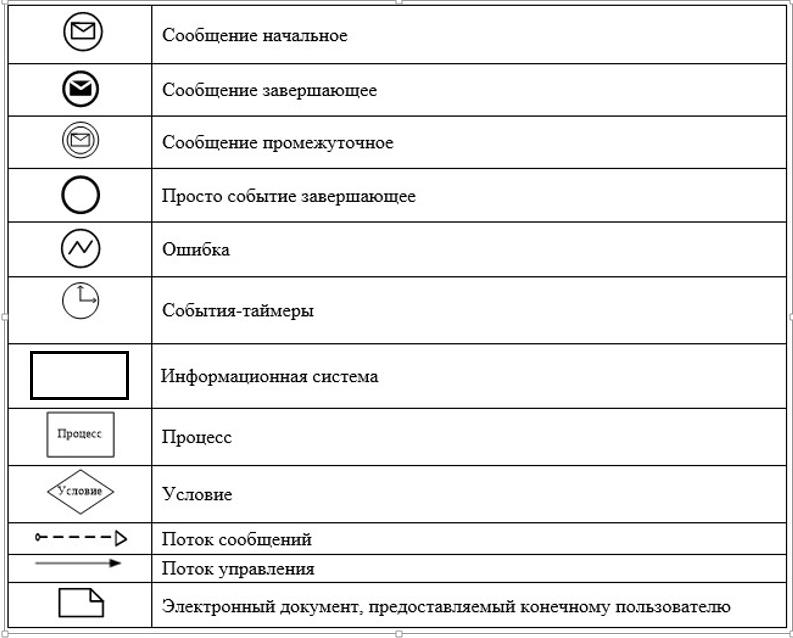 Сообщение начальное
Сообщение завершающее
Сообщение промежуточное
Просто событие завершающее
Ошибка
События-таймеры
Информационная система
Процесс Процесс
Условие Условие
Поток сообщений
Поток управления
Электронный документ, предоставляемый конечному пользователю